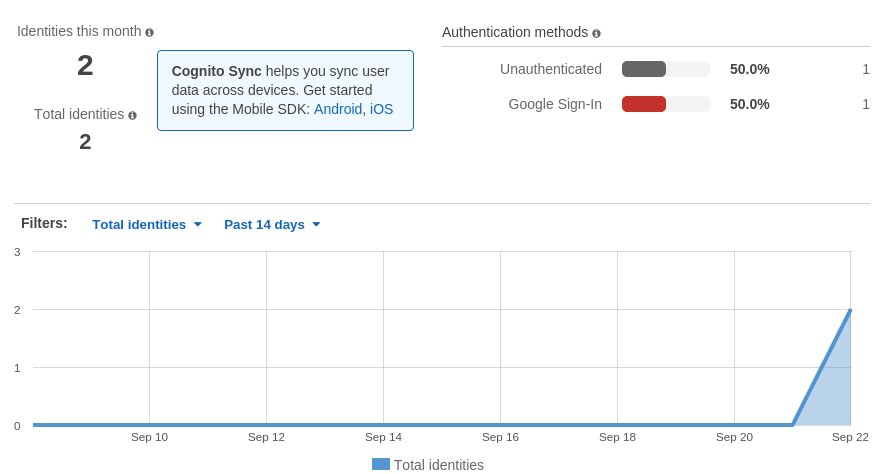 Identities this month
2
Total identities
2
Cognito Sync helps you sync user
data across devices. Get started
using the Mobile SDK: Android, iOS
Authentication methods
Unauthenticated 50.0% 1
Google Sign-In 50.0% 1
Filters: Total identities Past 14 days
3
2
1
0
Sep 10 Sep 12 Sep 14 Sep 16 Sep 18 Sep 20 Sep 22
Total identities